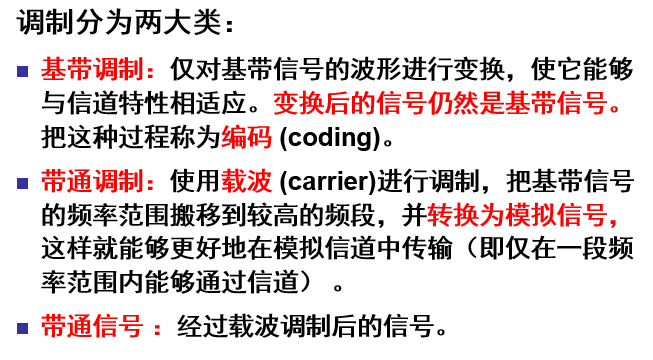 调制分为两大类：
基带调制：仅对基带信号的波形进行变换，使它能够
与信道特性相适应。变换后的信号仍然是基带信号。
把这种过程称为编码 (coding)。
带通调制：使用载波 (carrier)进行调制，把基带信号
的频率范围搬移到较高的频段，并转换为模拟信号，
这样就能够更好地在模拟信道中传输（即仅在一段频
率范围内能够通过信道） 。
带通信号 ：经过载波调制后的信号。